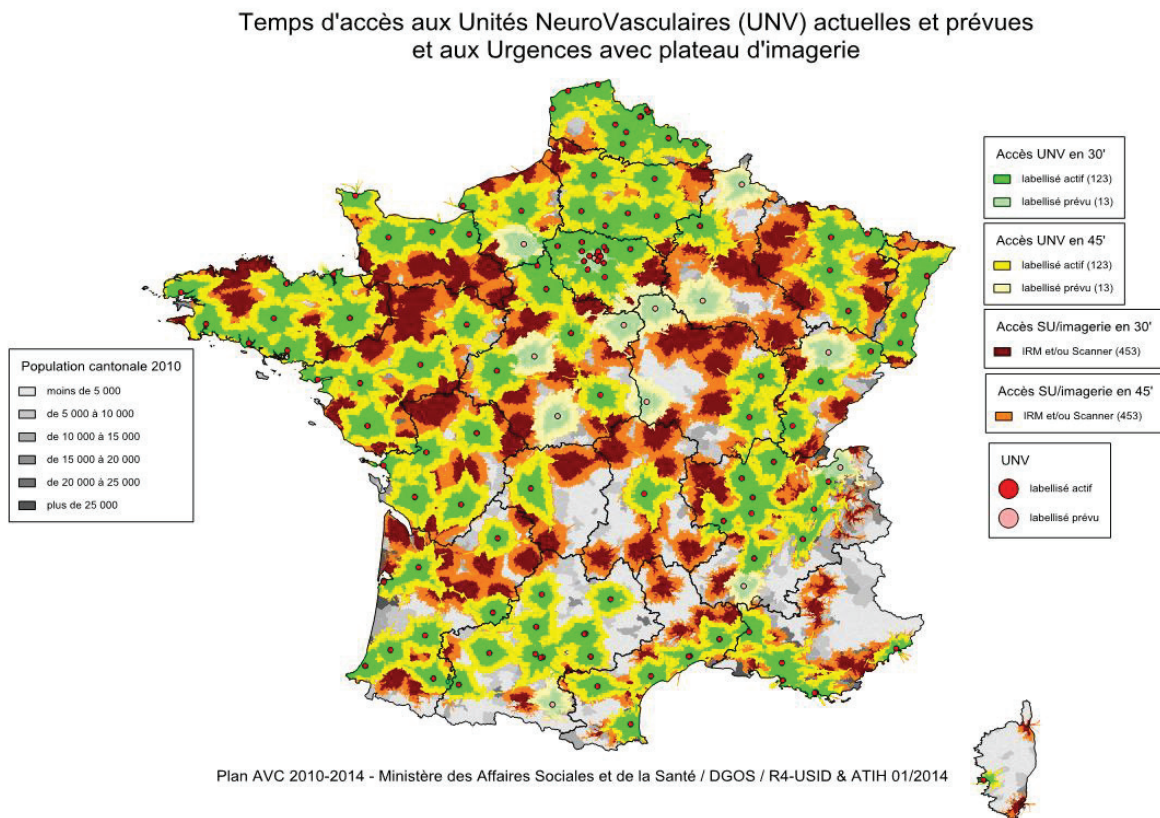 Temps d'accès aux Unités NeuroVasculaires (UNV) actuelles et prévues
et aux Urgences avec plateau d'imagerie
Accès UNV en 30'
labellisé actif (123)
labellisé prévu (13)
Accès UNV en 45'
labellisé actif (123)
labellisé prévu (13)
Accès SU/imagerie en 30'
IRM et/ou Scanner (453)
Accès SU/imagerie en 45'
IRM et/ou Scanner (453)
UNV
labellisé actif
labellisé prévu
Population cantonale 2010
moins de 5 000
de 5 000 à 10 000
de 10 000 à 15 000
de 15 000 à 20 000
de 20 000 à 25 000
plus de 25 000
Plan AVC 2010-2014 - Ministère des Affaires Sociales et de la Santé / DGOS / R4-USID & ATIH 01/2014